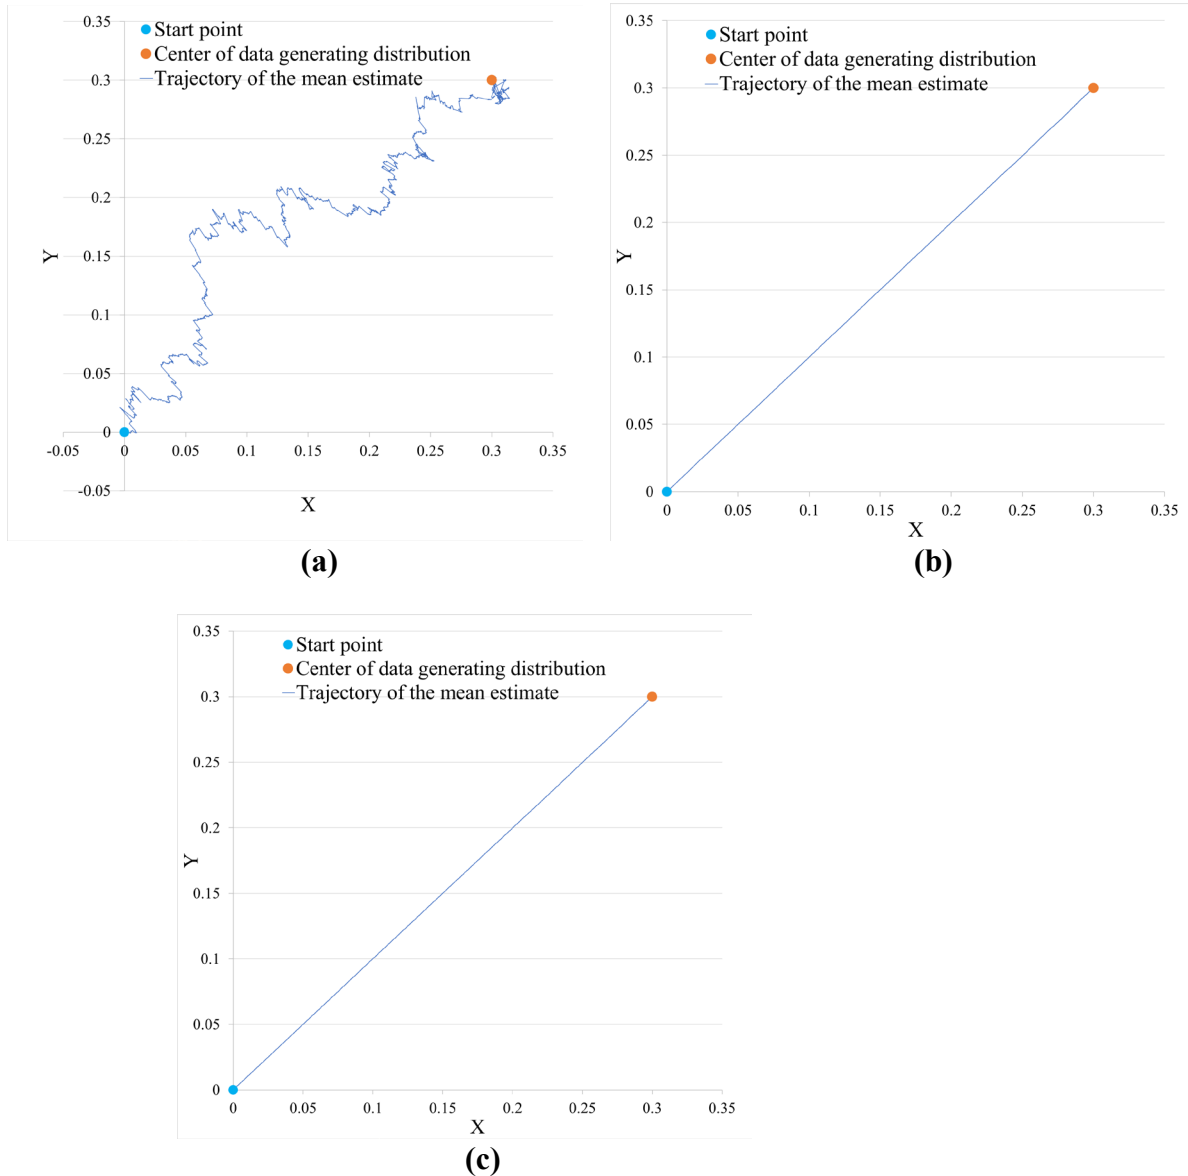 0.35
Start point
Center of data generating distribution
0.3
Trajectory of the mean estimate
0.25
0.2
0.15
Y
0.1
0.05
0
-0.05 0 0.05 0.1 0.15 0.2 0.25 0.3 0.35
-0.05
X
(a)
0.35
Start point
Center of data generating distribution
0.3
Trajectory of the mean estimate
0.25
0.2
Y
0.15
0.1
0.05
0
0 0.05 0.1 0.15 0.2 0.25 0.3 0.35
X
(b)
0.35
Start point
Center of data generating distribution
0.3
Trajectory of the mean estimate
0.25
0.2
Y
0.15
0.1
0.05
0
0 0.05 0.1 0.15 0.2 0.25 0.3 0.35
X
(c)